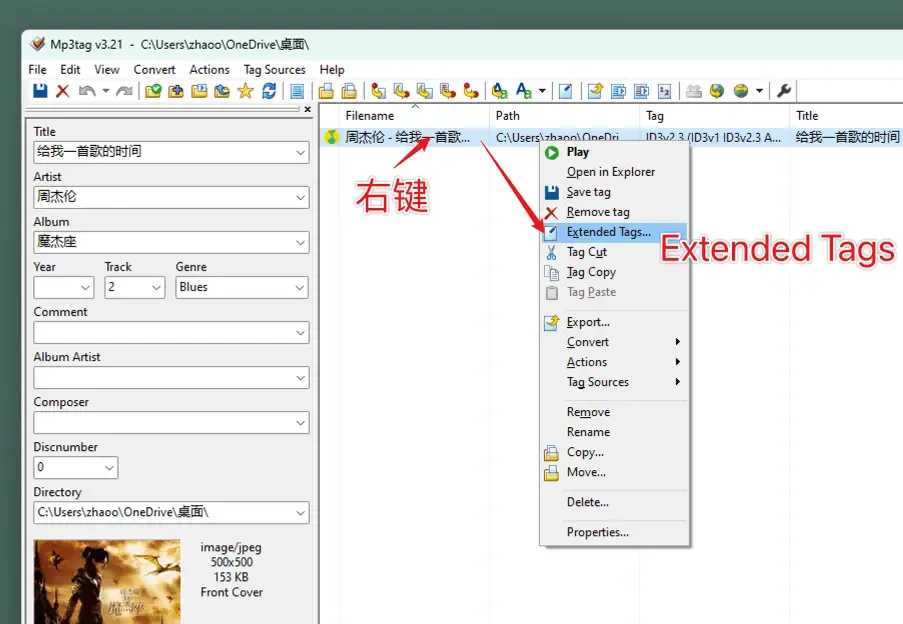 Mp3tag v3.21 - C:\Users\zhaoo\OneDrive\桌面\
File Edit View Convert Actions Tag Sources Help
Title
给我一首歌的时间
Artist
周杰伦
Album
魔杰座
Year Track Genre
2 Blues
Comment
Album Artist
Composer
Discnumber
0
Directory
C:\Users\zhaoo\OneDrive\桌面\
image/jpeg
500x500
153 KB
Front Cover
魔杰座
Filename Path Tag Title
周杰伦 - 给我一首歌... C:\Users\zhaoo\OneDri ID3v2.3 (ID3v1 ID3v2.3 A... 给我一首歌的时间
右键
Play
Open in Explorer
Save tag
Remove tag
Extended Tags...
Extended Tags
Tag Cut
Tag Copy
Tag Paste
Export...
Convert
Actions
Tag Sources
Remove
Rename
Copy...
Move...
Delete...
Properties...